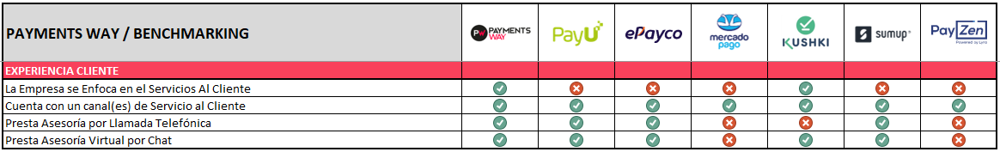 PAYMENTS WAY / BENCHMARKING
PW PAYMENTS WAY
PayU
ePayco
mercado pago
KUSHKI
sumup®
PayZen
Powered by Lyra
EXPERIENCIA CLIENTE
La Empresa se Enfoca en el Servicios Al Cliente
Cuenta con un canal(es) de Servicio al Cliente
Presta Asesoría por Llamada Telefónica
Presta Asesoría Virtual por Chat